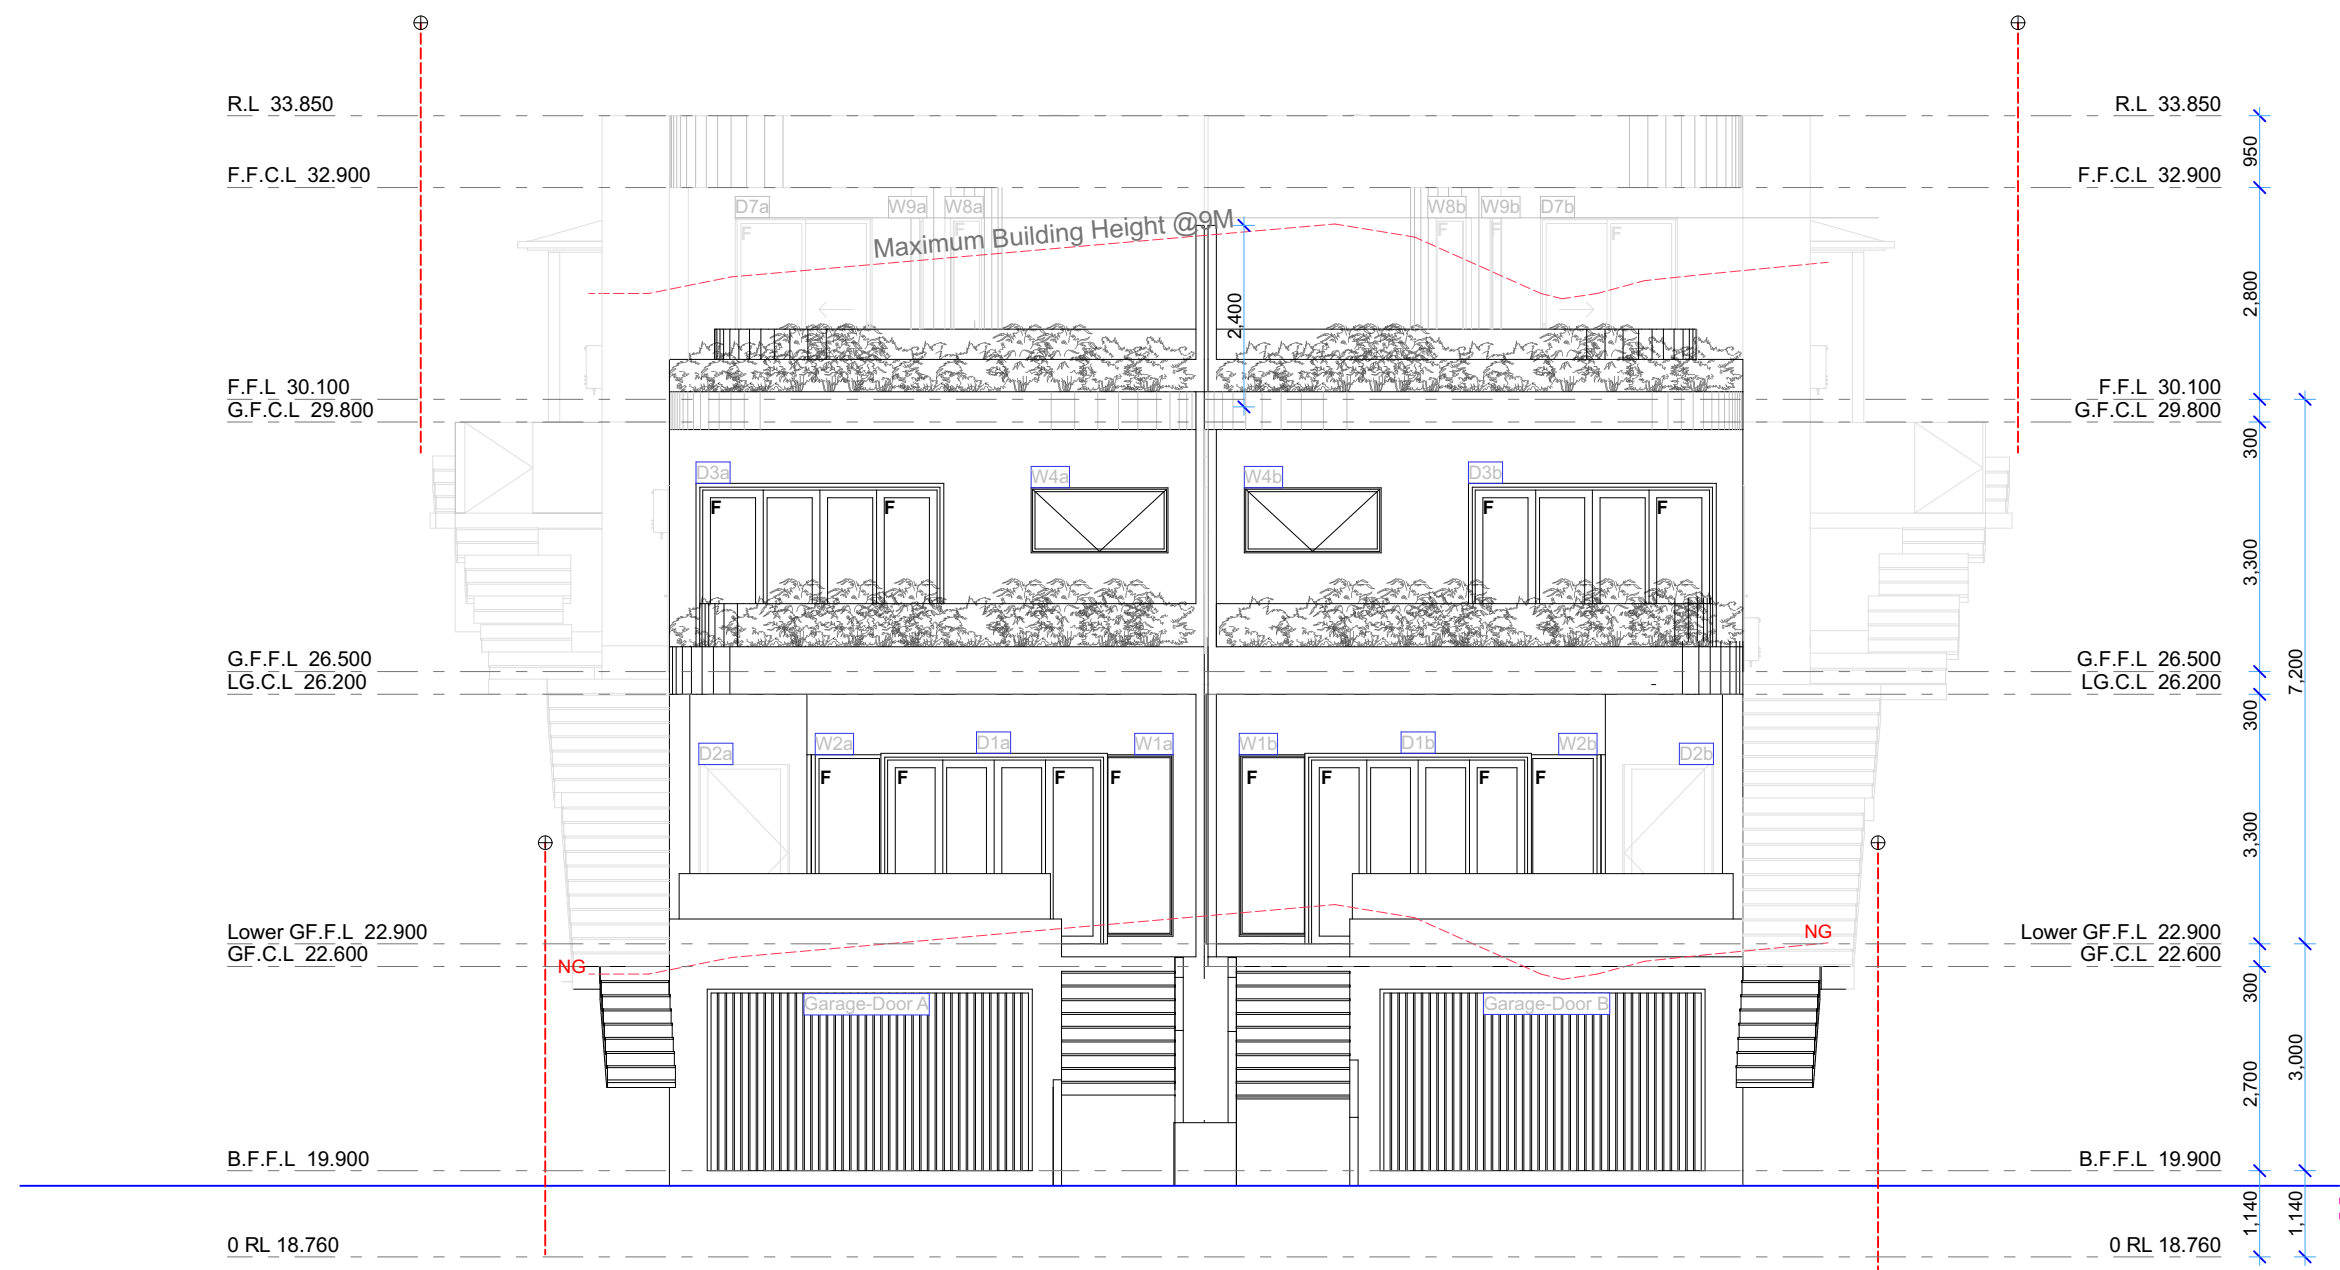 R.L 33.850
R.L 33.850
950
F.F.C.L 32.900
F.F.C.L 32.900
D7a
W9a
W8a
W8b
W9b
D7b
F
F
F
F
F
Maximum Building Height @9M
2,400
2,800
F.F.L 30.100
F.F.L 30.100
G.F.C.L 29.800
G.F.C.L 29.800
300
D3a
W4a
W4b
D3b
F
F
F
F
3,300
G.F.F.L 26.500
G.F.F.L 26.500
LG.C.L 26.200
LG.C.L 26.200
7,200
300
D2a
W2a
D1a
W1a
W1b
D1b
W2b
D2b
F
F
F
F
F
F
F
F
3,300
Lower GF.F.L 22.900
NG
Lower GF.F.L 22.900
GF.C.L 22.600
NG
GF.C.L 22.600
300
Garage-Door A
Garage-Door B
2,700
3,000
B.F.F.L 19.900
B.F.F.L 19.900
1,140
1,140
0 RL 18.760
0 RL 18.760